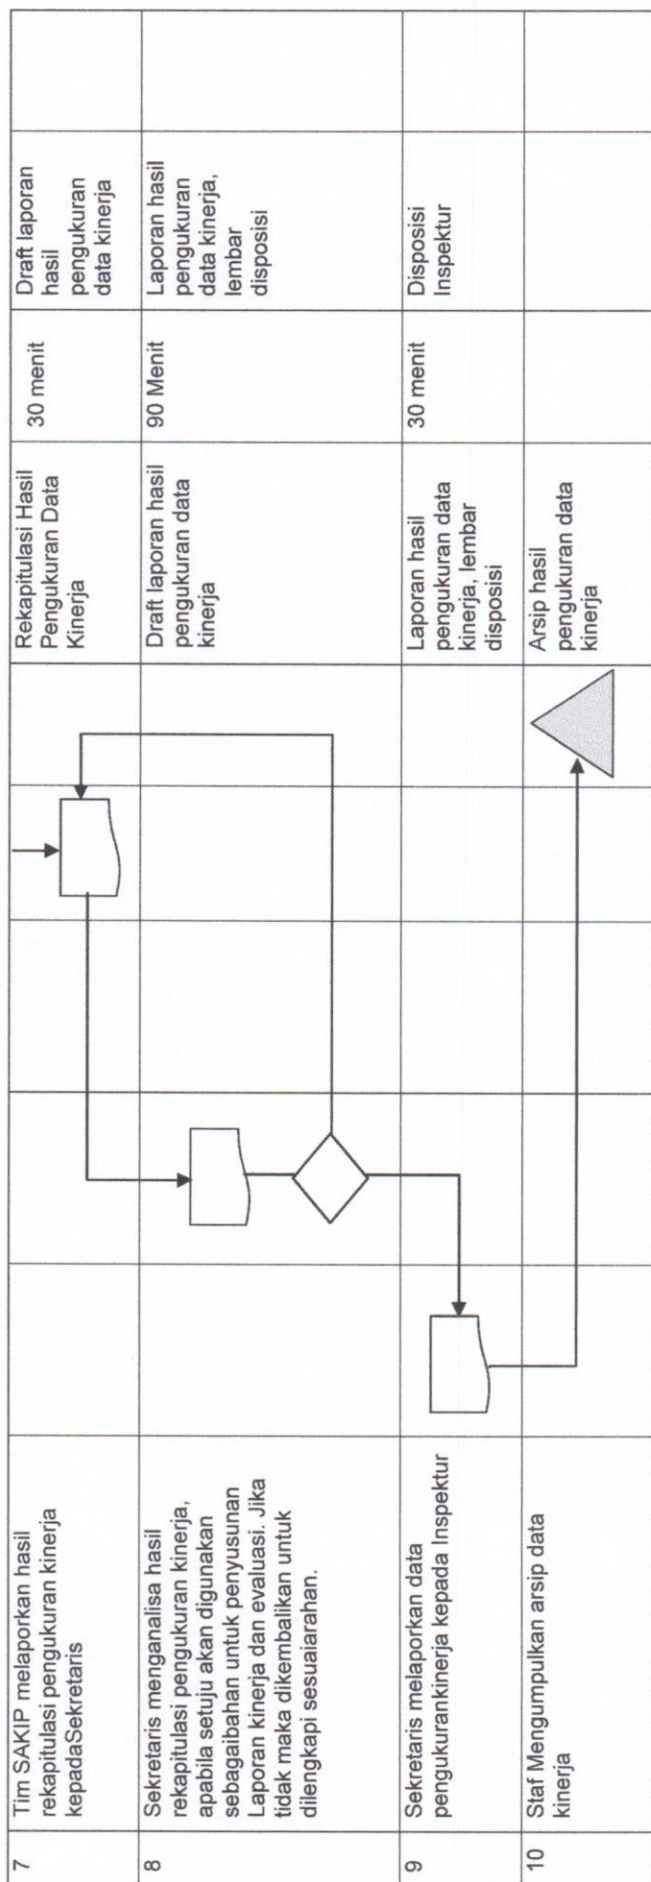 7
Tim SAKIP melaporkan hasil
rekapitulasi pengukuran kinerja
kepadaSekretaris
Rekapitulasi Hasil
Pengukuran Data
Kinerja
30 menit
Draft laporan
hasil
pengukuran
data kinerja
8
Sekretaris menganalisa hasil
rekapitulasi pengukuran kinerja,
apabila setuju akan digunakan
sebagaibahan untuk penyusunan
Laporan kinerja dan evaluasi. Jika
tidak maka dikembalikan untuk
dilengkapi sesuaiarahan.
Draft laporan hasil
pengukuran data
kinerja
90 Menit
Laporan hasil
pengukuran
data kinerja,
lembar
disposisi
9
Sekretaris melaporkan data
pengukurankinerja kepada Inspektur
Laporan hasil
pengukuran data
kinerja, lembar
disposisi
30 menit
Disposisi
Inspektur
10
Staf Mengumpulkan arsip data
kinerja
Arsip hasil
pengukuran data
kinerja